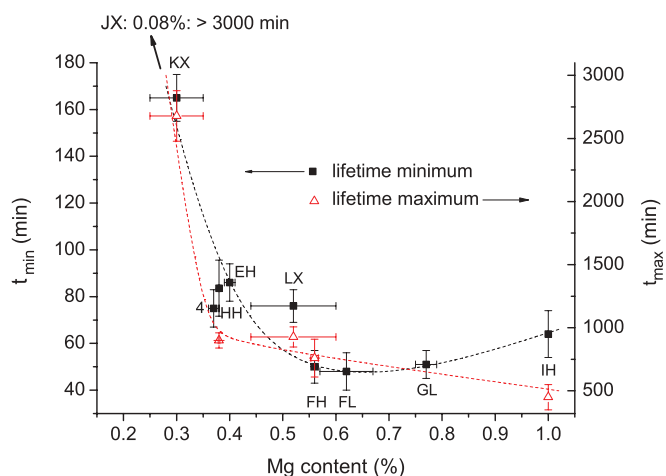 JX: 0.08%: > 3000 min
180
160
140
120
100
80
60
40
t_min (min)
3000
2500
2000
1500
1000
500
t_max (min)
KX
lifetime minimum
lifetime maximum
EH
LX
4
HH
FH
FL
GL
IH
0.2 0.3 0.4 0.5 0.6 0.7 0.8 0.9 1.0
Mg content (%)